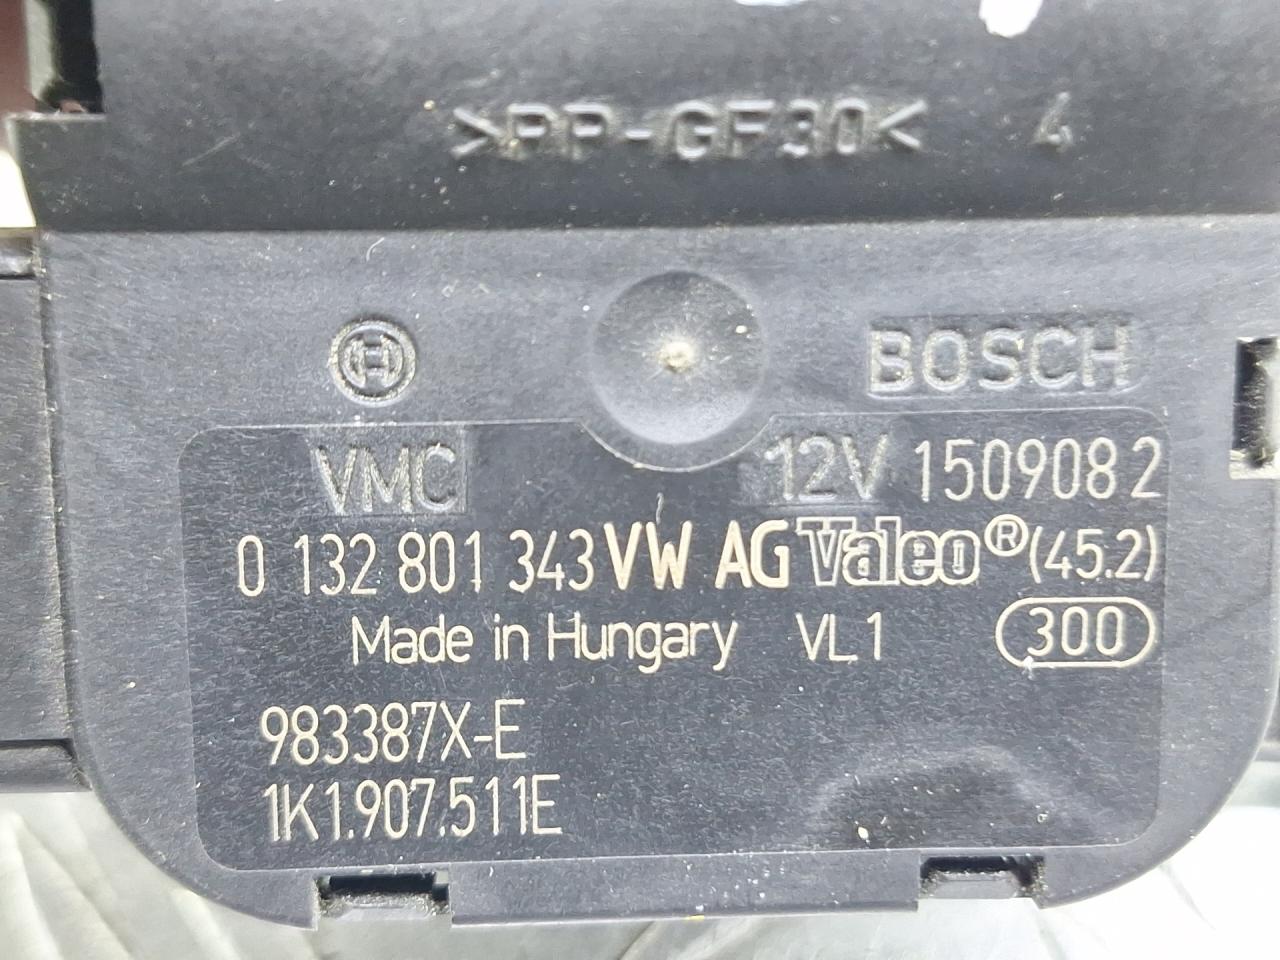 >PP-GF30< 4
BOSCH
VMC 12V 1509082
0 132 801 343 VW AG Valeo® (45.2)
Made in Hungary VL1 300
983387X-E
1K1.907.511E